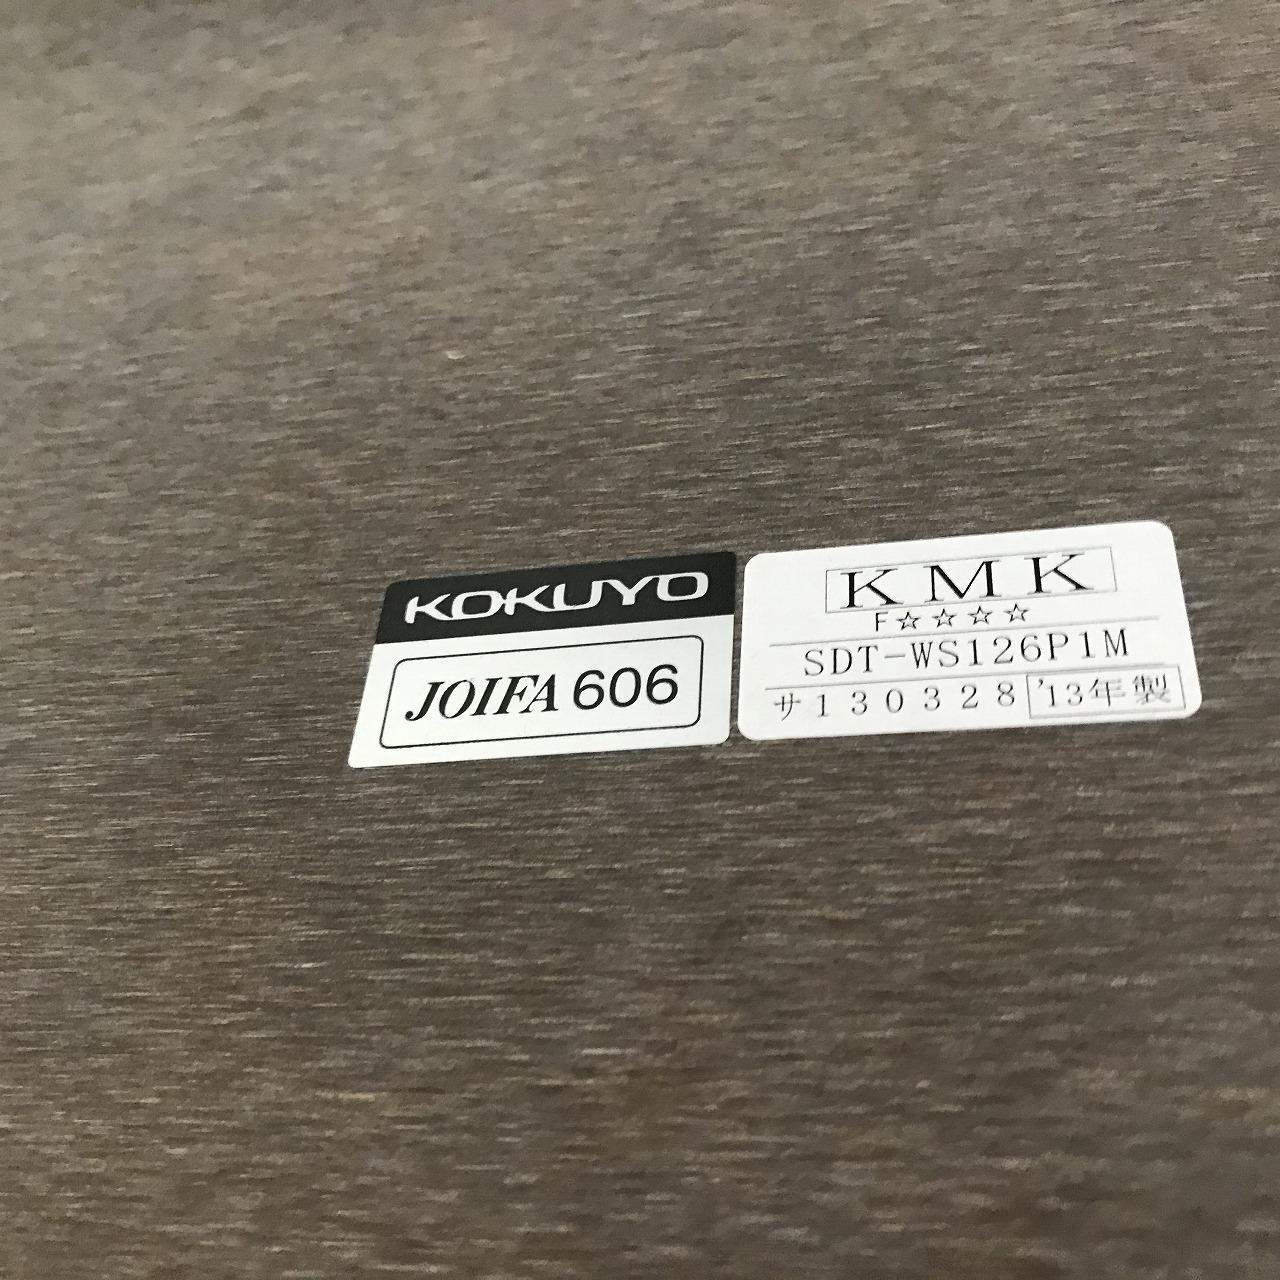 KOKUYO
JOIFA 606
KMK
F☆☆☆☆
SDT-WS126P1M
サ130328 '13年製